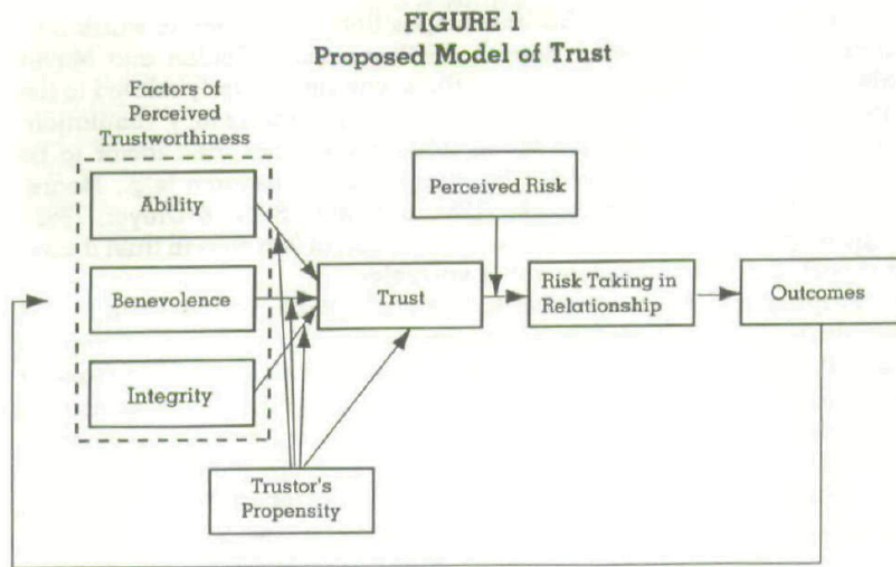 FIGURE 1
Proposed Model of Trust
Factors of
Perceived
Trustworthiness
Ability
Benevolence
Integrity
Trustor's
Propensity
Trust
Perceived Risk
Risk Taking in
Relationship
Outcomes